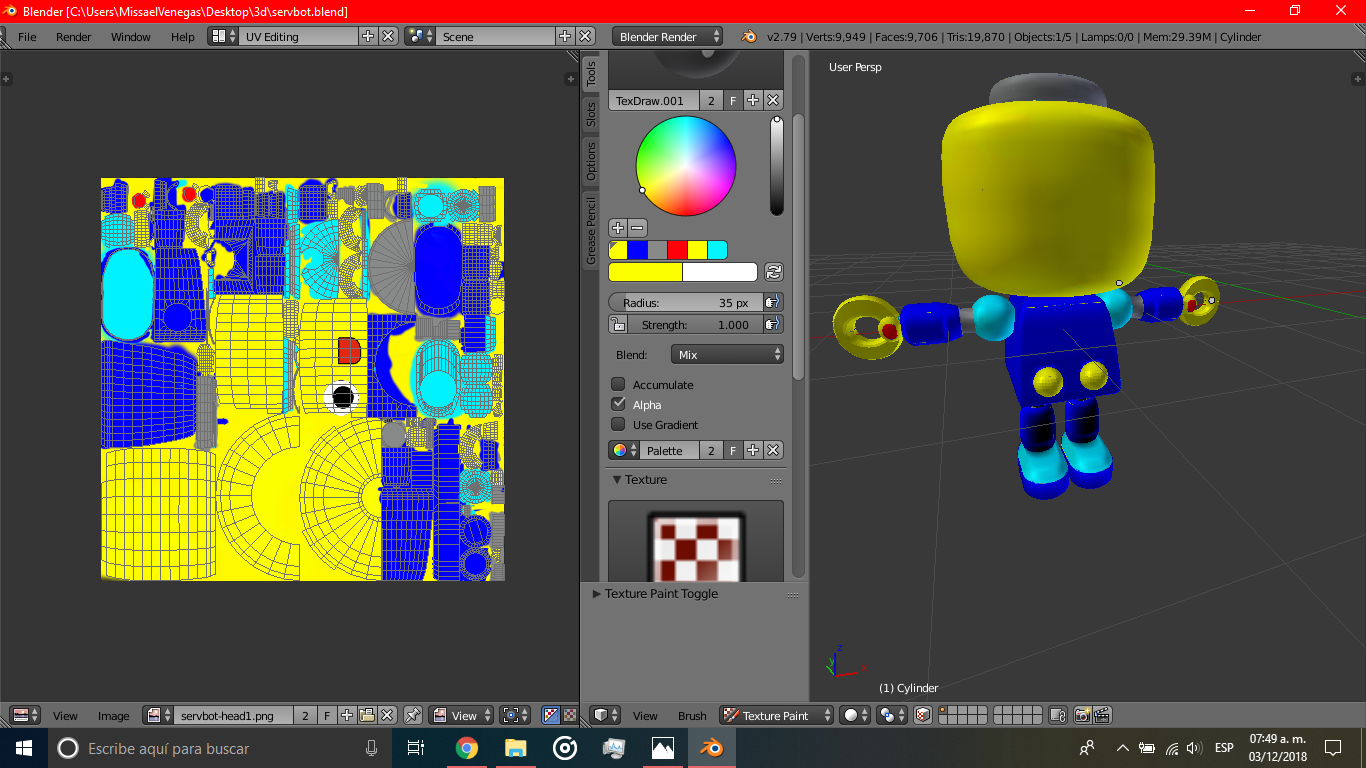 Blender [C:\Users\MissaelVenegas\Desktop\3d\servbot.blend]
File Render Window Help UV Editing Scene Blender Render v2.79 | Verts:9,949 | Faces:9,706 | Tris:19,870 | Objects:1/5 | Lamps:0/0 | Mem:29.39M | Cylinder
Tools
Slots
Options
Grease Pencil
TexDraw.001 2 F
Radius: 35 px
Strength: 1.000
Blend: Mix
Accumulate
Alpha
Use Gradient
Palette 2 F
Texture
Texture Paint Toggle
User Persp
z
y
x
(1) Cylinder
View Image servbot-head1.png 2 F View
View Brush Texture Paint
Escribe aquí para buscar
ESP
07:49 a. m.
03/12/2018